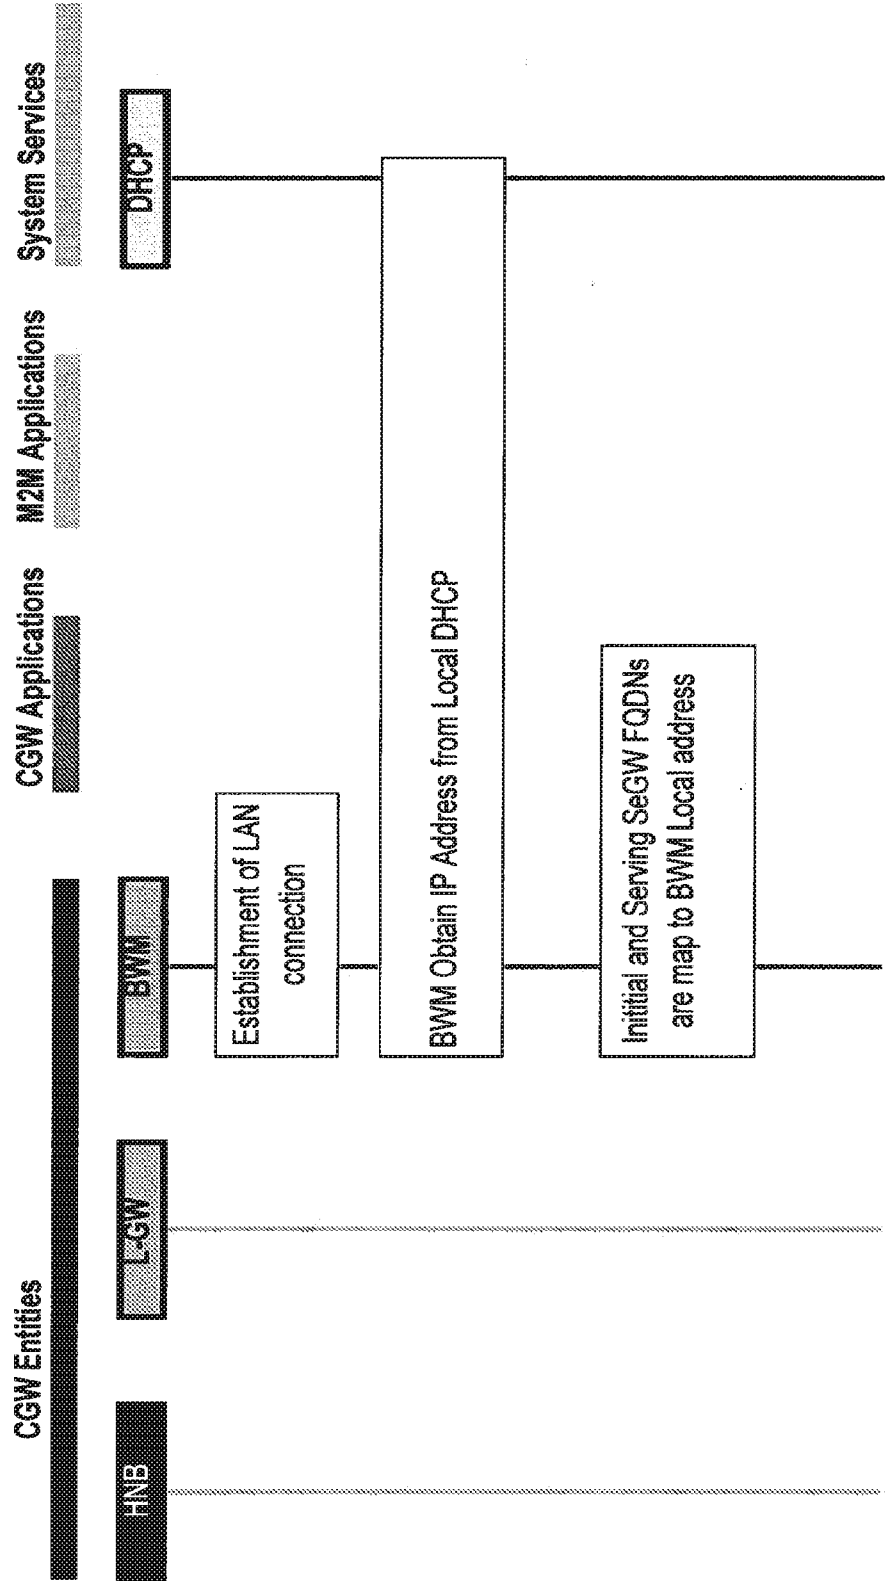 CGW Entities
CGW Applications
M2M Applications
System Services
HNB
L-GW
BWM
DHCP
Establishment of LAN
connection
BWM Obtain IP Address from Local DHCP
Inititial and Serving SeGW FQDNs
are map to BWM Local address